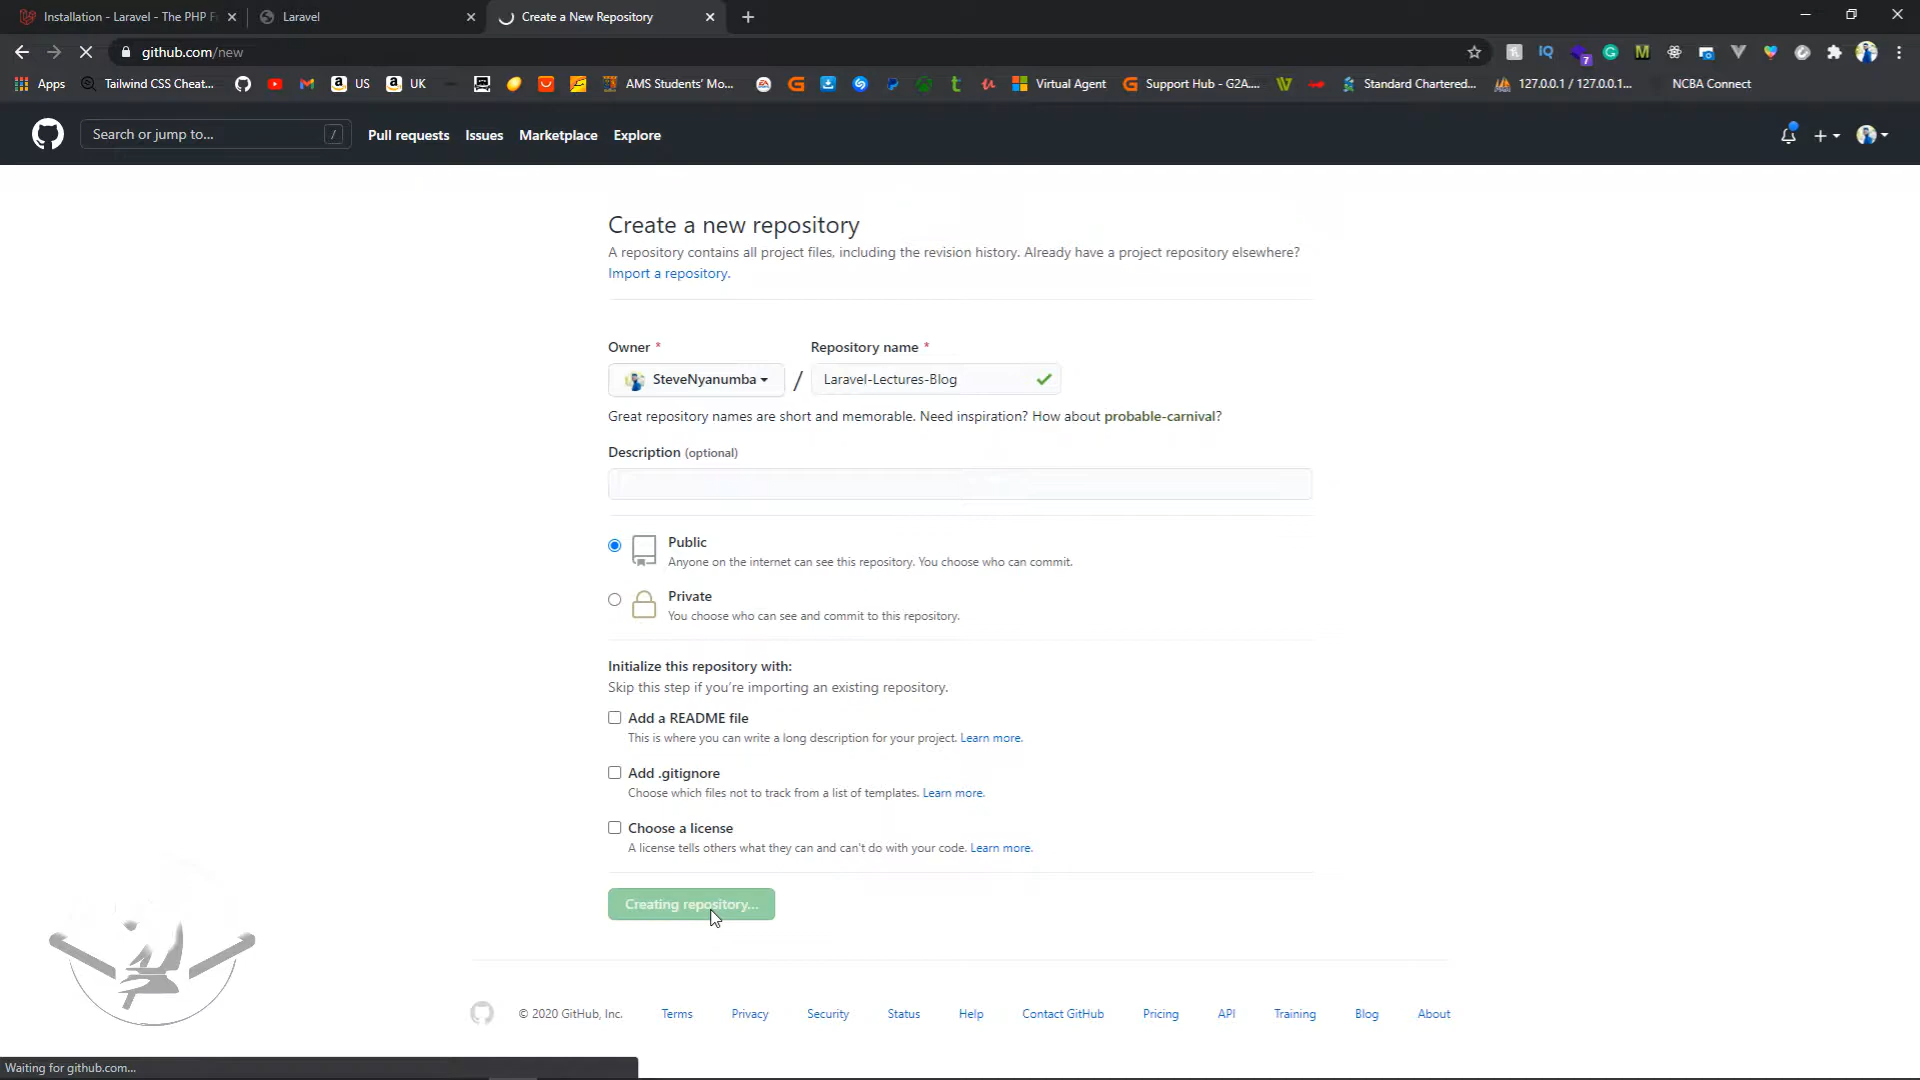 Installation - Laravel - The PHP F
Laravel
Create a New Repository
github.com/new
Apps
Tailwind CSS Cheat...
US
UK
AMS Students' Mo...
Virtual Agent
Support Hub - G2A....
Standard Chartered...
127.0.0.1 / 127.0.0.1...
NCBA Connect
7
Search or jump to...
/
Pull requests
Issues
Marketplace
Explore
Create a new repository
A repository contains all project files, including the revision history. Already have a project repository elsewhere?
Import a repository.
Owner *
Repository name *
SteveNyanumba
/
Laravel-Lectures-Blog
Great repository names are short and memorable. Need inspiration? How about probable-carnival?
Description (optional)
Public
Anyone on the internet can see this repository. You choose who can commit.
Private
You choose who can see and commit to this repository.
Initialize this repository with:
Skip this step if you're importing an existing repository.
Add a README file
This is where you can write a long description for your project. Learn more.
Add .gitignore
Choose which files not to track from a list of templates. Learn more.
Choose a license
A license tells others what they can and can't do with your code. Learn more.
Creating repository...
© 2020 GitHub, Inc.
Terms
Privacy
Security
Status
Help
Contact GitHub
Pricing
API
Training
Blog
About
Waiting for github.com...